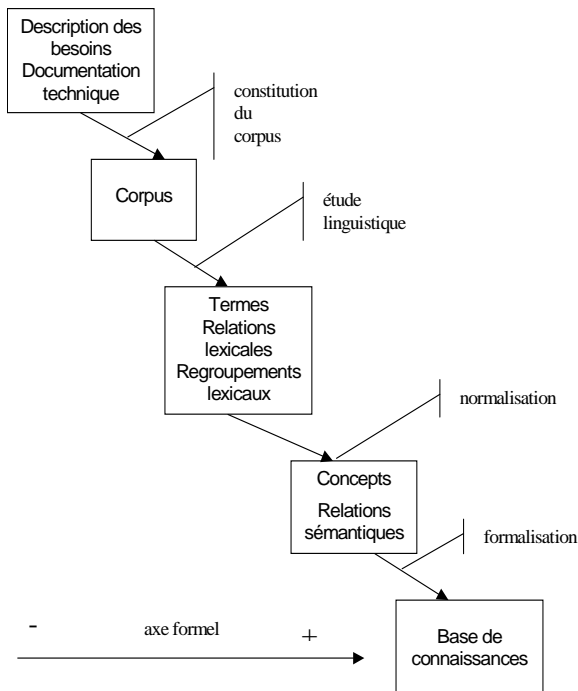 Description des
besoins
Documentation
technique
constitution
du
corpus
Corpus
étude
linguistique
Termes
Relations
lexicales
Regroupements
lexicaux
normalisation
Concepts
Relations
sémantiques
formalisation
- axe formel +
Base de
connaissances